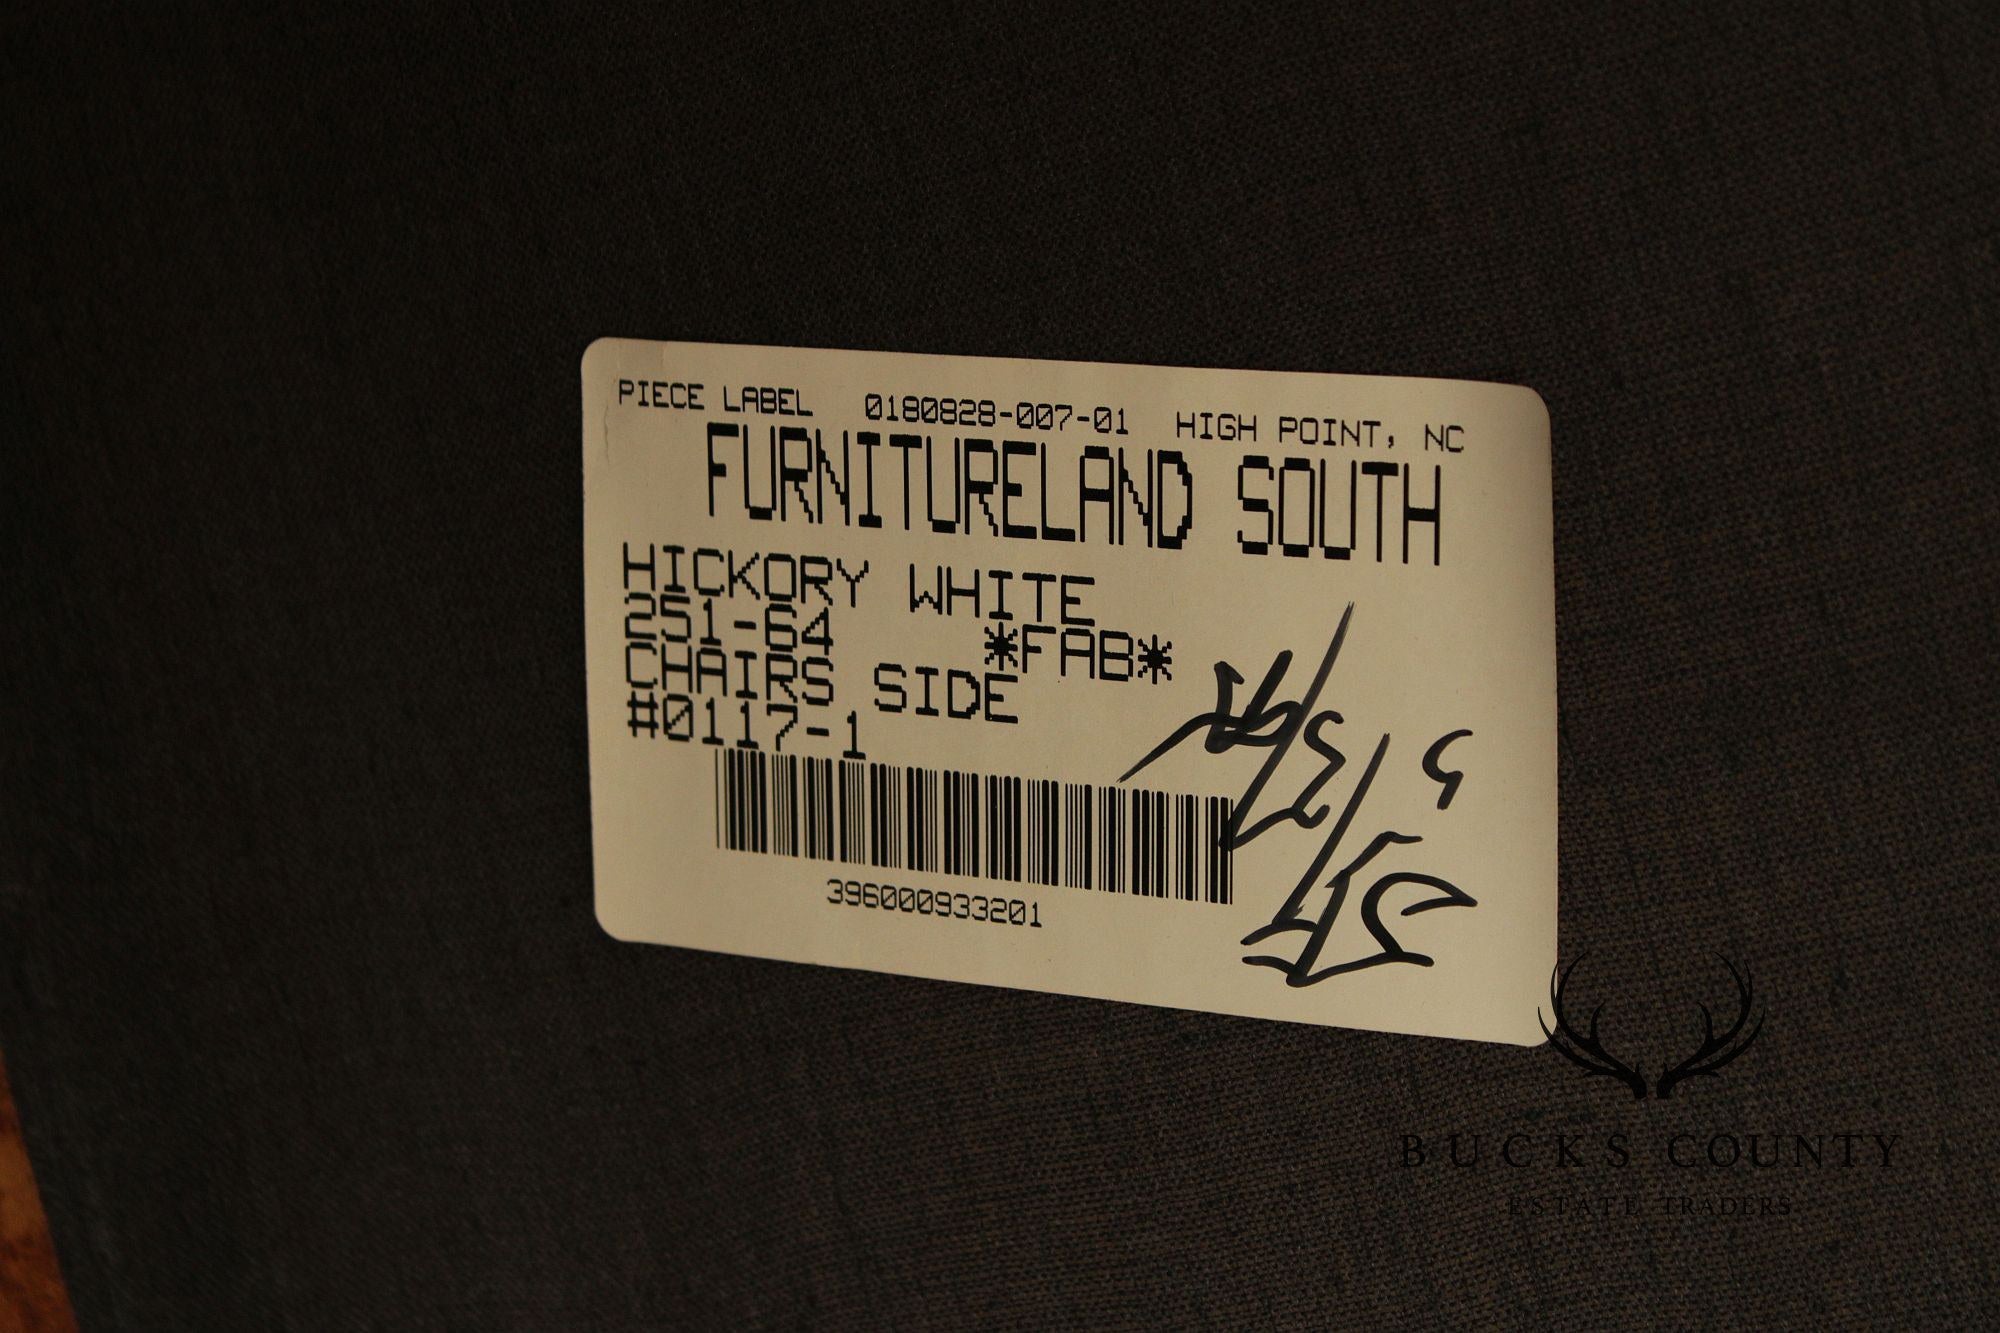 PIECE LABEL 0180828-007-01 HIGH POINT, NC
FURNITURELAND SOUTH
HICKORY WHITE
251-64 *FAB*
CHAIRS SIDE
#0117-1
396000933201
BUCKS COUNTY
ESTATE TRADERS